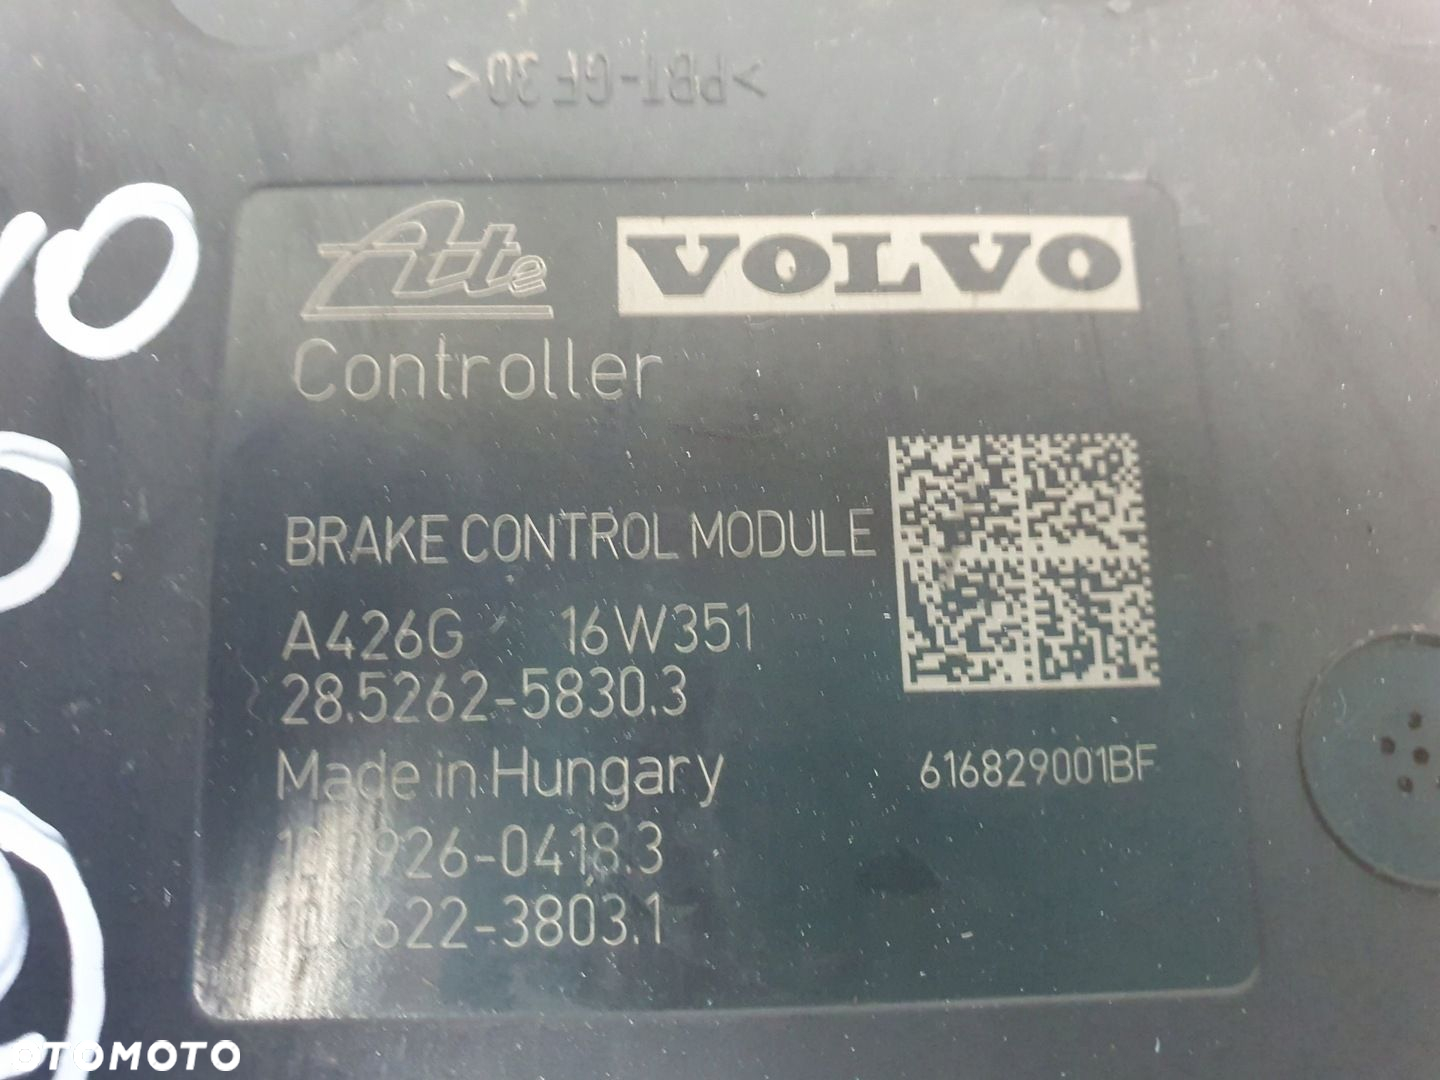 >PBT-GF30<
Ate VOLVO
Controller
BRAKE CONTROL MODULE
A426G 16W351
28.5262-5830.3
Made in Hungary
616829001BF
10.0926-0418.3
10.0622-3803.1
OTOMOTO